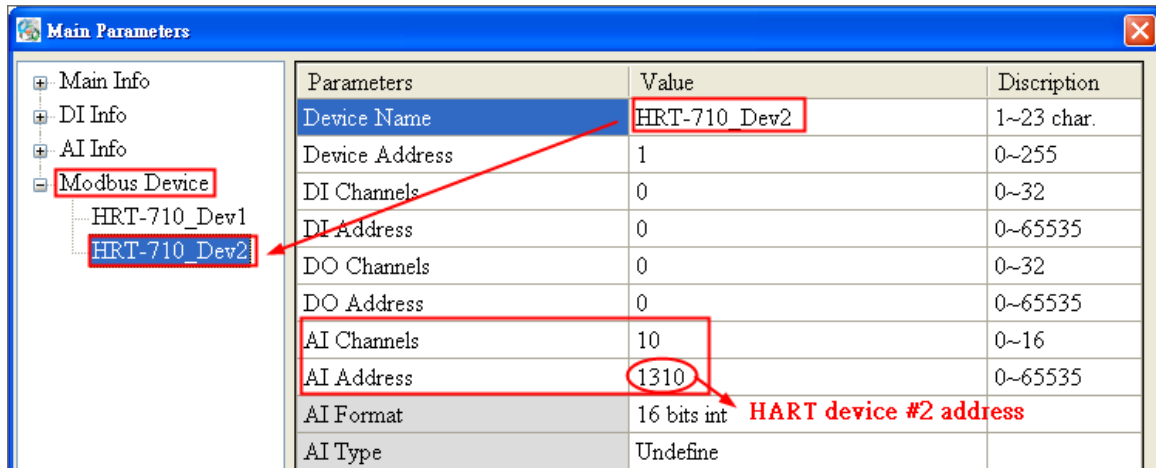 Main Parameters
Main Info
DI Info
AI Info
Modbus Device
HRT-710_Dev1
HRT-710_Dev2
Parameters Value Discription
Device Name HRT-710_Dev2 1~23 char.
Device Address 1 0~255
DI Channels 0 0~32
DI Address 0 0~65535
DO Channels 0 0~32
DO Address 0 0~65535
AI Channels 10 0~16
AI Address 1310 0~65535
AI Format 16 bits int
HART device #2 address
AI Type Undefine